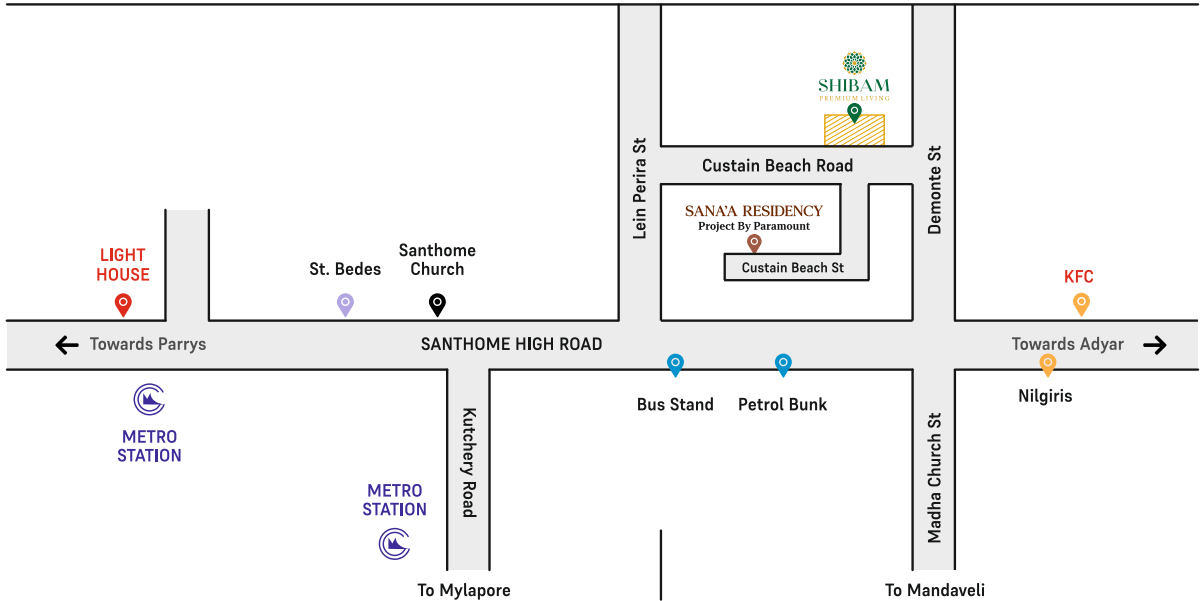 SHIBAM
PREMIUM LIVING
Lein Perira St
Custain Beach Road
Demonte St
SANA'A RESIDENCY
Project By Paramount
Custain Beach St
LIGHT
HOUSE
St. Bedes
Santhome
Church
KFC
Towards Parrys
SANTHOME HIGH ROAD
Towards Adyar
Bus Stand
Petrol Bunk
Nilgiris
METRO
STATION
Kutchery Road
Madha Church St
METRO
STATION
To Mylapore
To Mandaveli